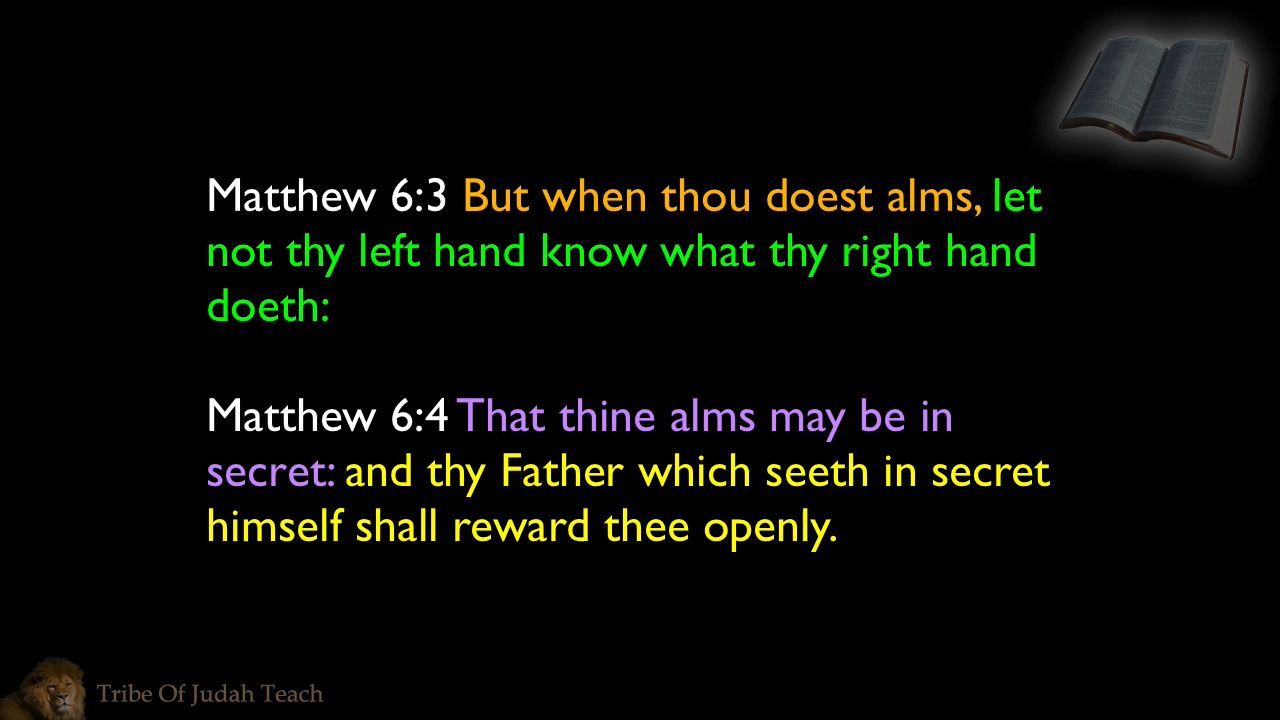 Matthew 6:3 But when thou doest alms, let
not thy left hand know what thy right hand
doeth:
Matthew 6:4 That thine alms may be in
secret: and thy Father which seeth in secret
himself shall reward thee openly.
Tribe Of Judah Teach